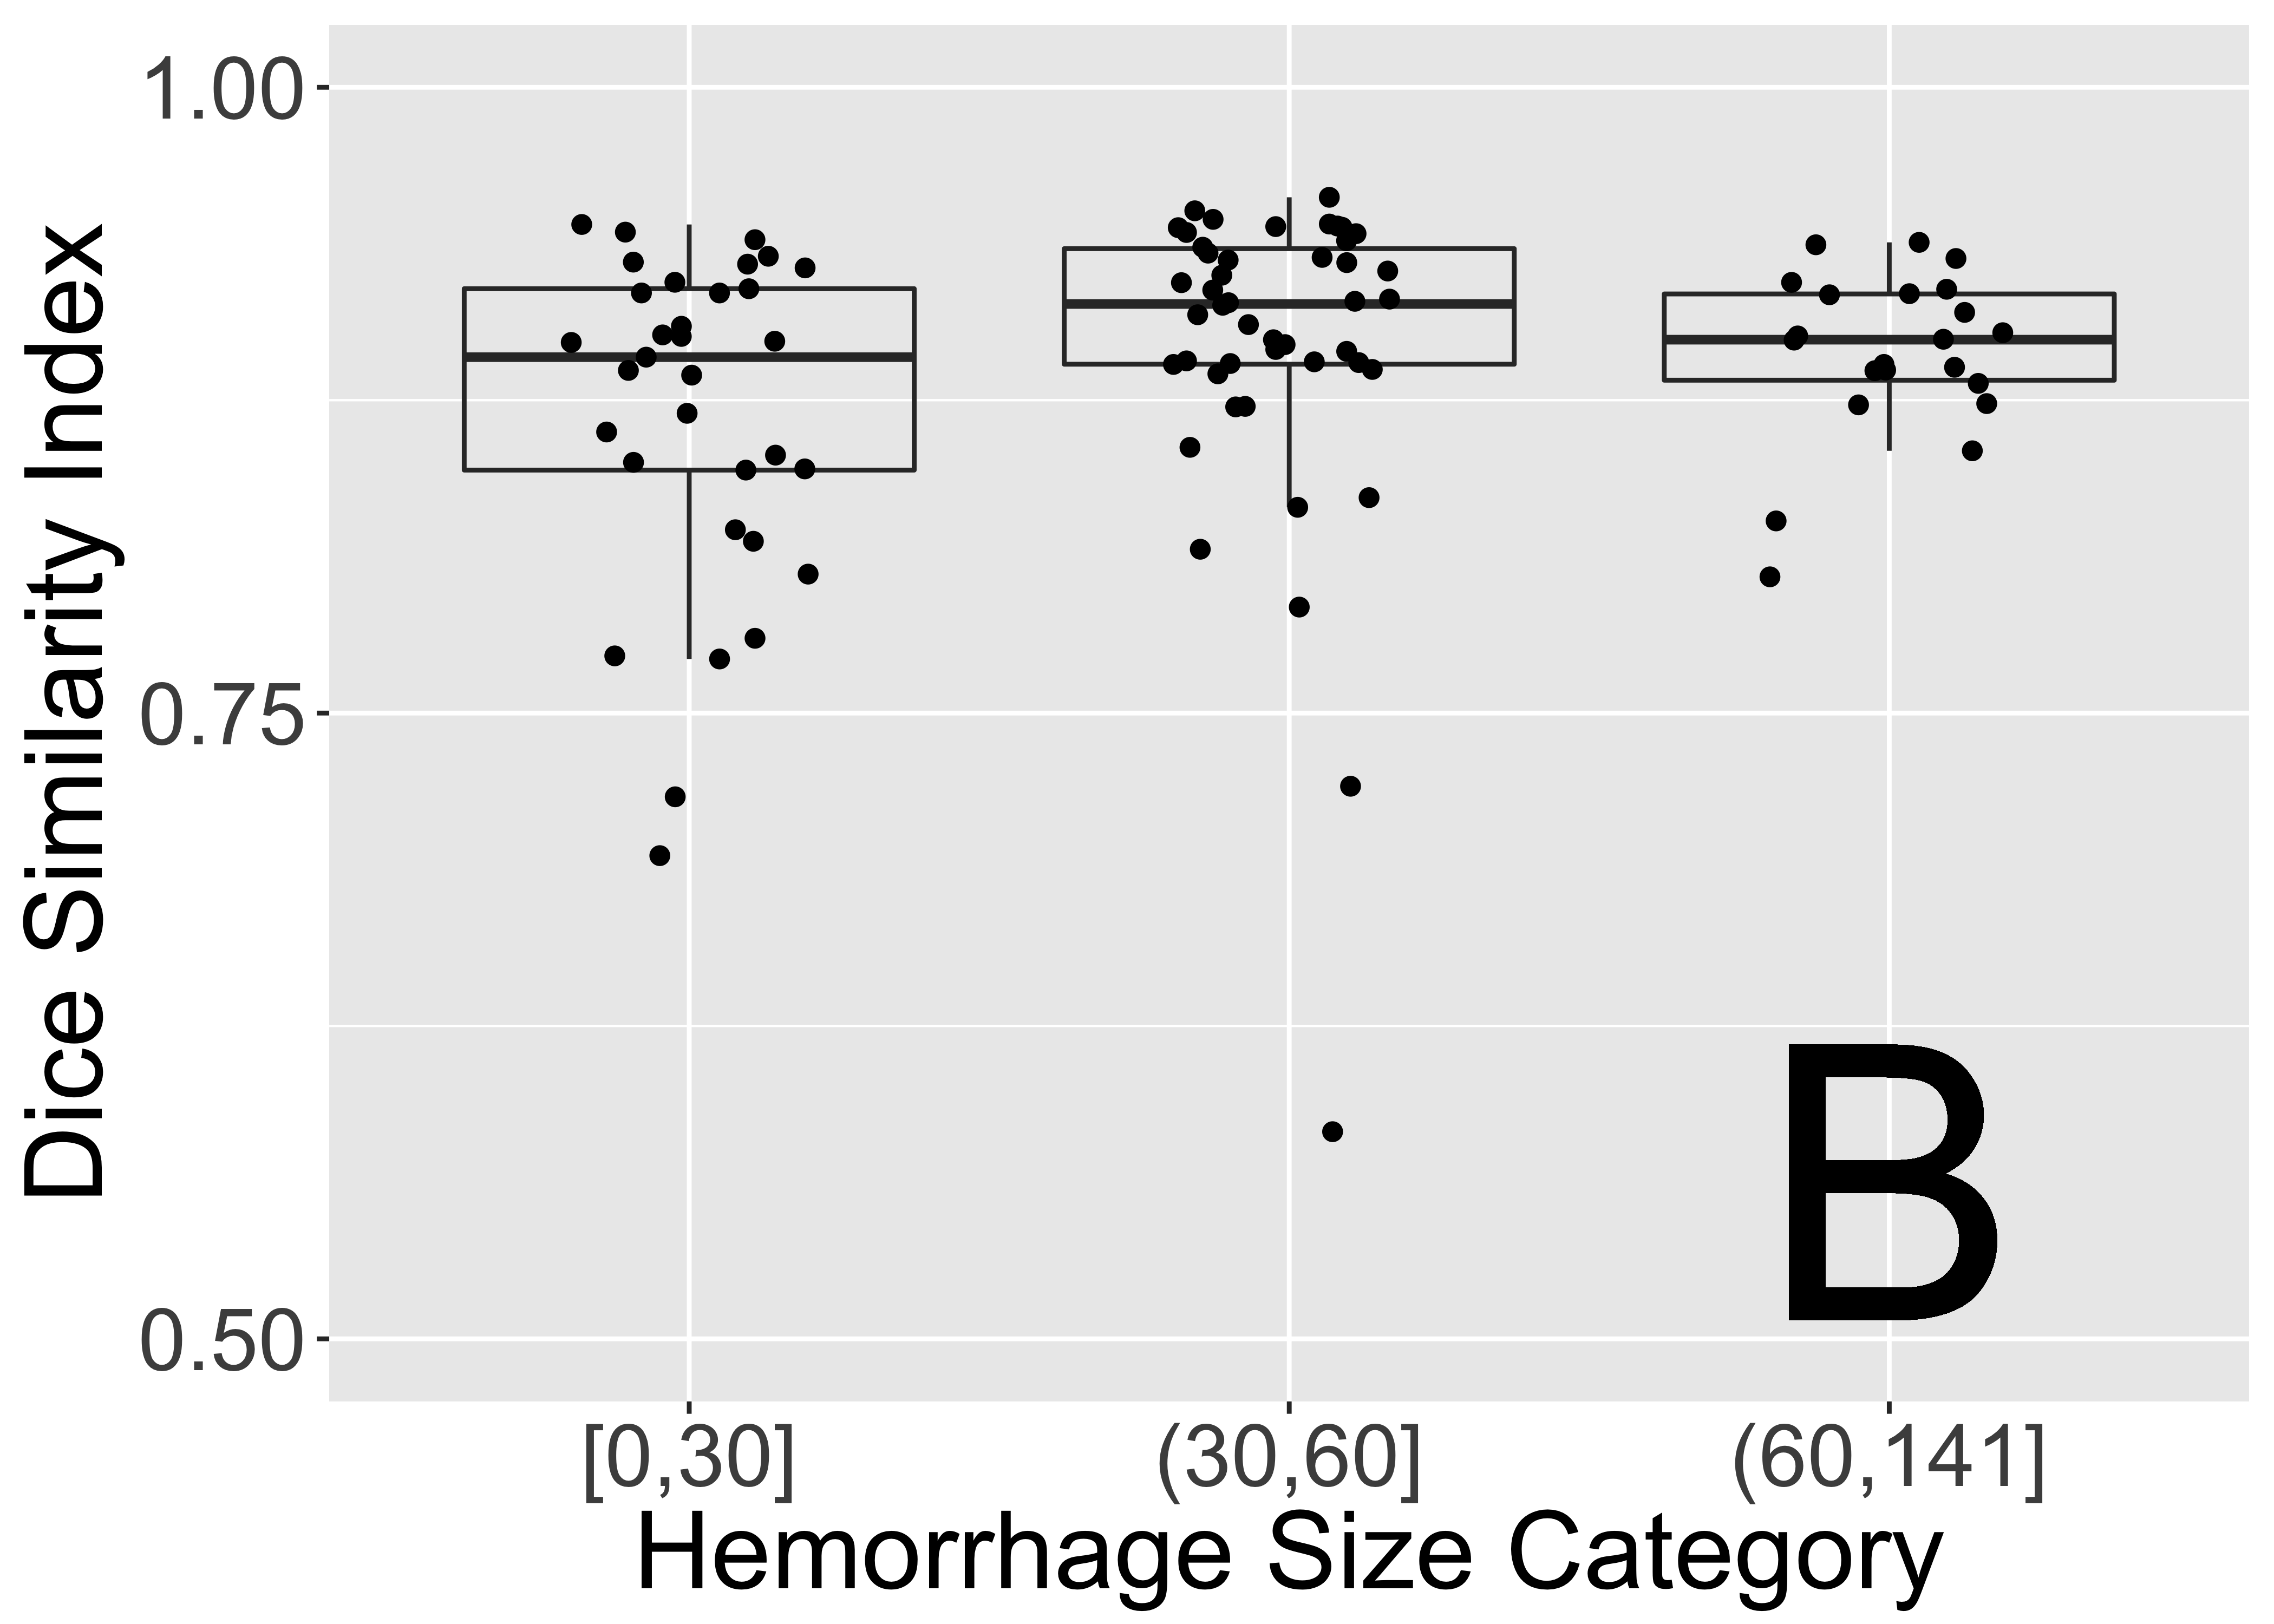 Dice Similarity Index
1.00
0.75
0.50
B
[0,30]
(30,60]
(60,141]
Hemorrhage Size Category